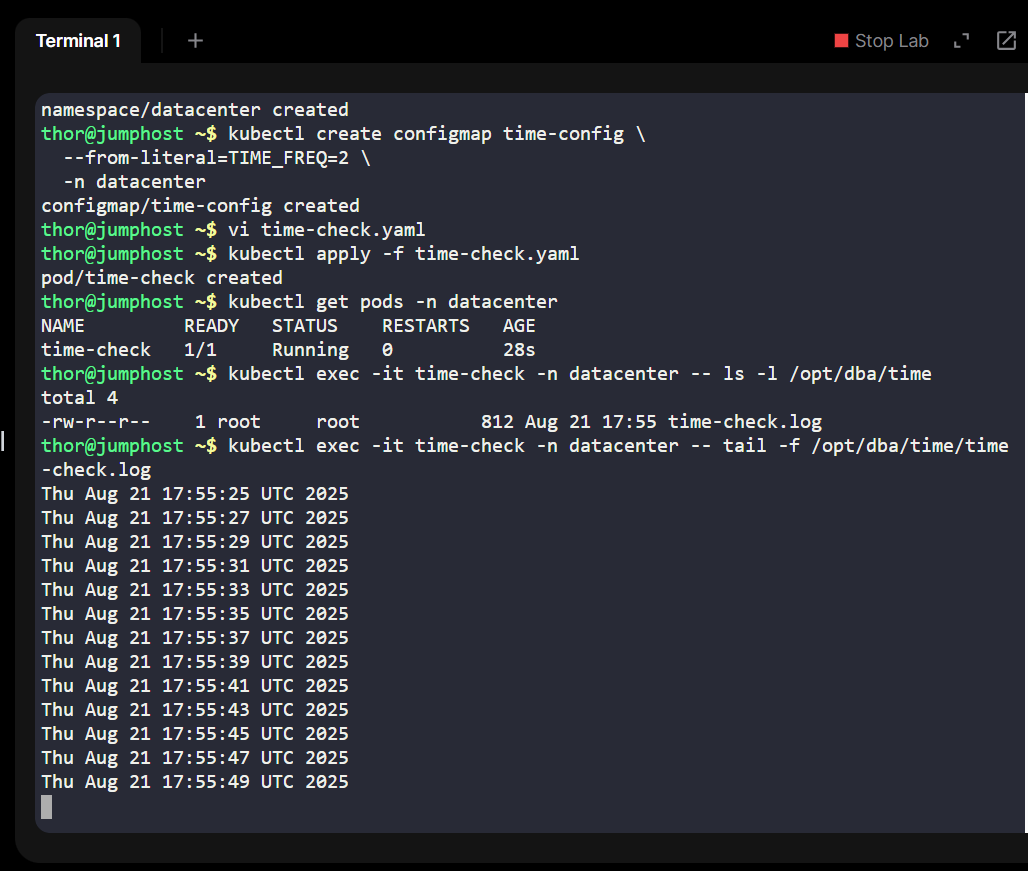 Terminal 1
+
Stop Lab
namespace/datacenter created
thor@jumphost ~$ kubectl create configmap time-config \
  --from-literal=TIME_FREQ=2 \
  -n datacenter
configmap/time-config created
thor@jumphost ~$ vi time-check.yaml
thor@jumphost ~$ kubectl apply -f time-check.yaml
pod/time-check created
thor@jumphost ~$ kubectl get pods -n datacenter
NAME         READY   STATUS    RESTARTS   AGE
time-check   1/1     Running   0          28s
thor@jumphost ~$ kubectl exec -it time-check -n datacenter -- ls -l /opt/dba/time
total 4
-rw-r--r--    1 root     root           812 Aug 21 17:55 time-check.log
thor@jumphost ~$ kubectl exec -it time-check -n datacenter -- tail -f /opt/dba/time/time
-check.log
Thu Aug 21 17:55:25 UTC 2025
Thu Aug 21 17:55:27 UTC 2025
Thu Aug 21 17:55:29 UTC 2025
Thu Aug 21 17:55:31 UTC 2025
Thu Aug 21 17:55:33 UTC 2025
Thu Aug 21 17:55:35 UTC 2025
Thu Aug 21 17:55:37 UTC 2025
Thu Aug 21 17:55:39 UTC 2025
Thu Aug 21 17:55:41 UTC 2025
Thu Aug 21 17:55:43 UTC 2025
Thu Aug 21 17:55:45 UTC 2025
Thu Aug 21 17:55:47 UTC 2025
Thu Aug 21 17:55:49 UTC 2025